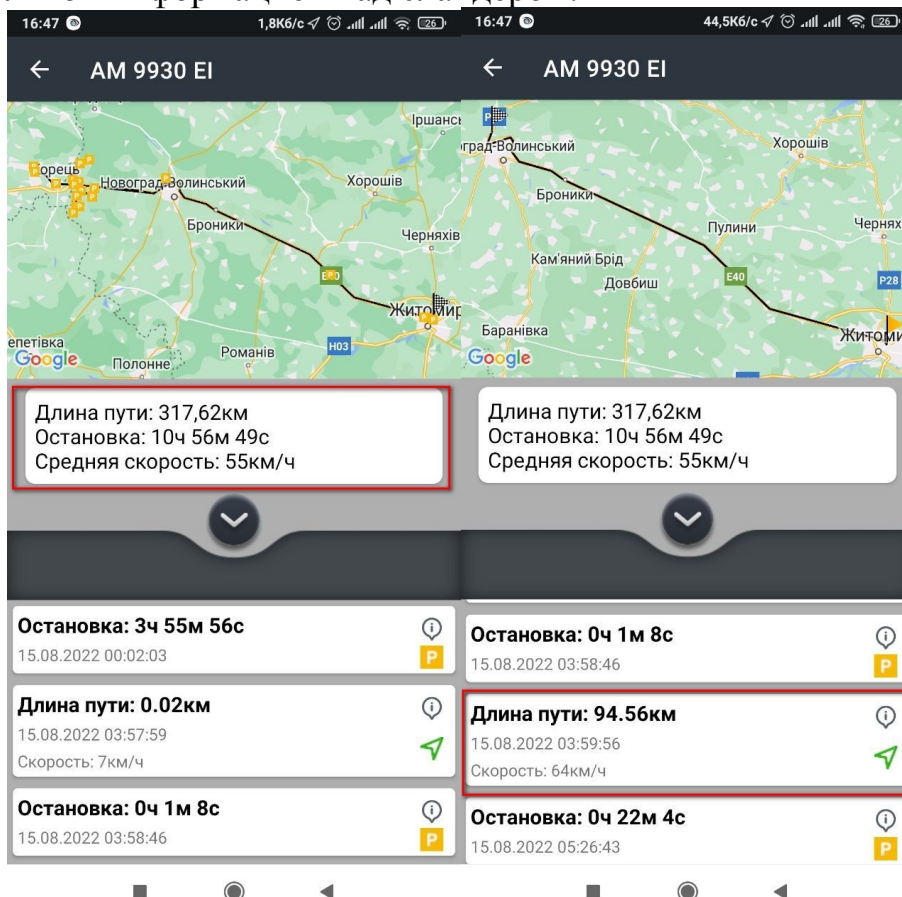 16:47
1,8Кб/с
26
AM 9930 EI
Іршанс
Корець
Новоград-Волинський
Хорошів
Броники
Черняхів
Житомир
епетівка
Google
Полонне
Романів
H03
Длина пути: 317,62км
Остановка: 10ч 56м 49с
Средняя скорость: 55км/ч
Остановка: 3ч 55м 56с
15.08.2022 00:02:03
P
Длина пути: 0.02км
15.08.2022 03:57:59
Скорость: 7км/ч
Остановка: 0ч 1м 8с
15.08.2022 03:58:46
P
16:47
44,5Кб/с
26
AM 9930 EI
град-Волинський
Хорошів
Броники
Пулини
Чернях
Кам'яний Брід
E40
Довбиш
P28
Баранівка
Житоми
Google
Длина пути: 317,62км
Остановка: 10ч 56м 49с
Средняя скорость: 55км/ч
Остановка: 0ч 1м 8с
15.08.2022 03:58:46
P
Длина пути: 94.56км
15.08.2022 03:59:56
Скорость: 64км/ч
Остановка: 0ч 22м 4с
15.08.2022 05:26:43
P